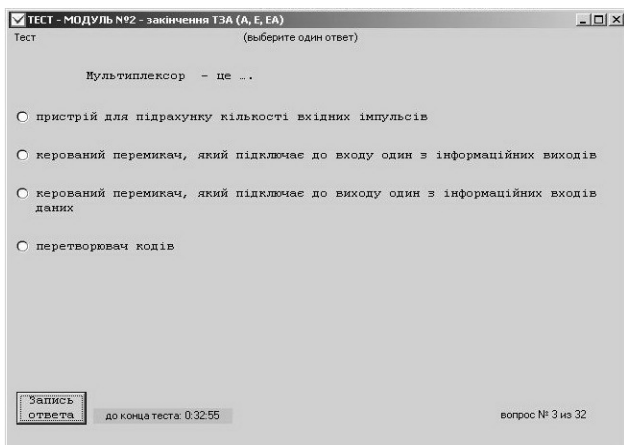 ТЕСТ - МОДУЛЬ №2 - закінчення ТЗА (А, Е, ЕА)
Тест (выберите один ответ)
Мультиплексор - це ….
пристрій для підрахунку кількості вхідних імпульсів
керований перемикач, який підключає до входу один з інформаційних виходів
керований перемикач, який підключає до виходу один з інформаційних входів
даних
перетворювач кодів
Запись
ответа
до конца теста: 0:32:55
вопрос № 3 из 32